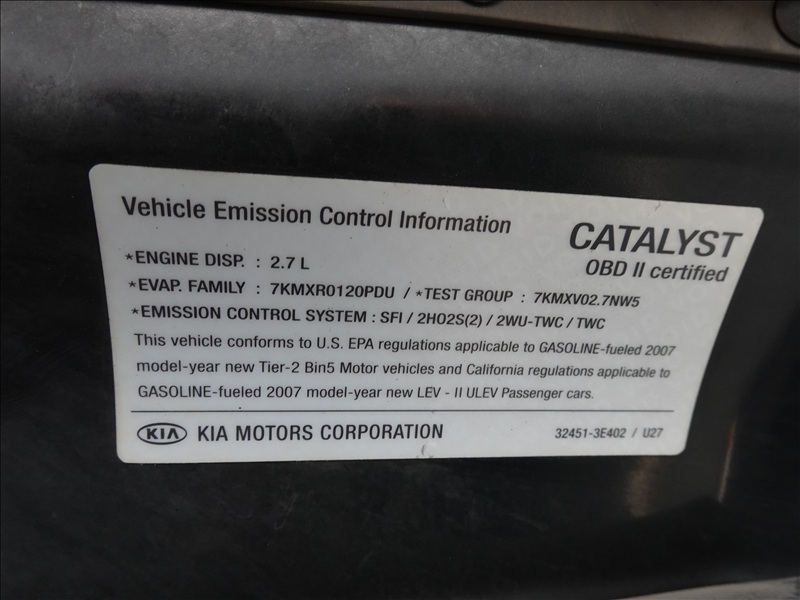 Vehicle Emission Control Information
CATALYST
OBD II certified
*ENGINE DISP. : 2.7 L
*EVAP. FAMILY : 7KMXR0120PDU / *TEST GROUP : 7KMXV02.7NW5
*EMISSION CONTROL SYSTEM : SFI / 2HO2S(2) / 2WU-TWC / TWC
This vehicle conforms to U.S. EPA regulations applicable to GASOLINE-fueled 2007
model-year new Tier-2 Bin5 Motor vehicles and California regulations applicable to
GASOLINE-fueled 2007 model-year new LEV - II ULEV Passenger cars.
KIA KIA MOTORS CORPORATION 32451-3E402 / U27